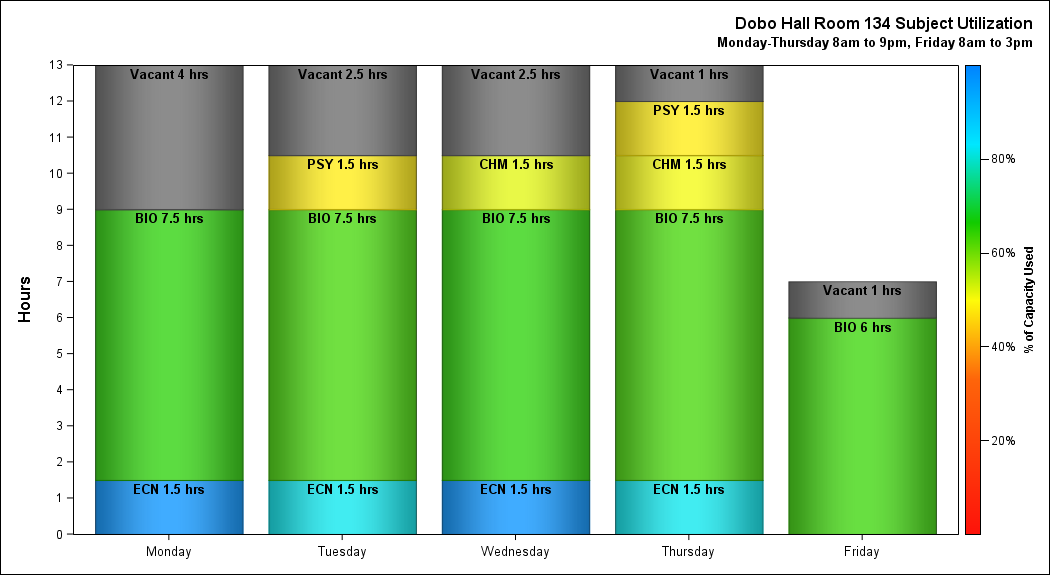 Dobo Hall Room 134 Subject Utilization
Monday-Thursday 8am to 9pm, Friday 8am to 3pm
Hours
13
12
11
10
9
8
7
6
5
4
3
2
1
0
Vacant 4 hrs
BIO 7.5 hrs
ECN 1.5 hrs
Vacant 2.5 hrs
PSY 1.5 hrs
BIO 7.5 hrs
ECN 1.5 hrs
Vacant 2.5 hrs
CHM 1.5 hrs
BIO 7.5 hrs
ECN 1.5 hrs
Vacant 1 hrs
PSY 1.5 hrs
CHM 1.5 hrs
BIO 7.5 hrs
ECN 1.5 hrs
Vacant 1 hrs
BIO 6 hrs
Monday
Tuesday
Wednesday
Thursday
Friday
80%
60%
40%
20%
% of Capacity Used